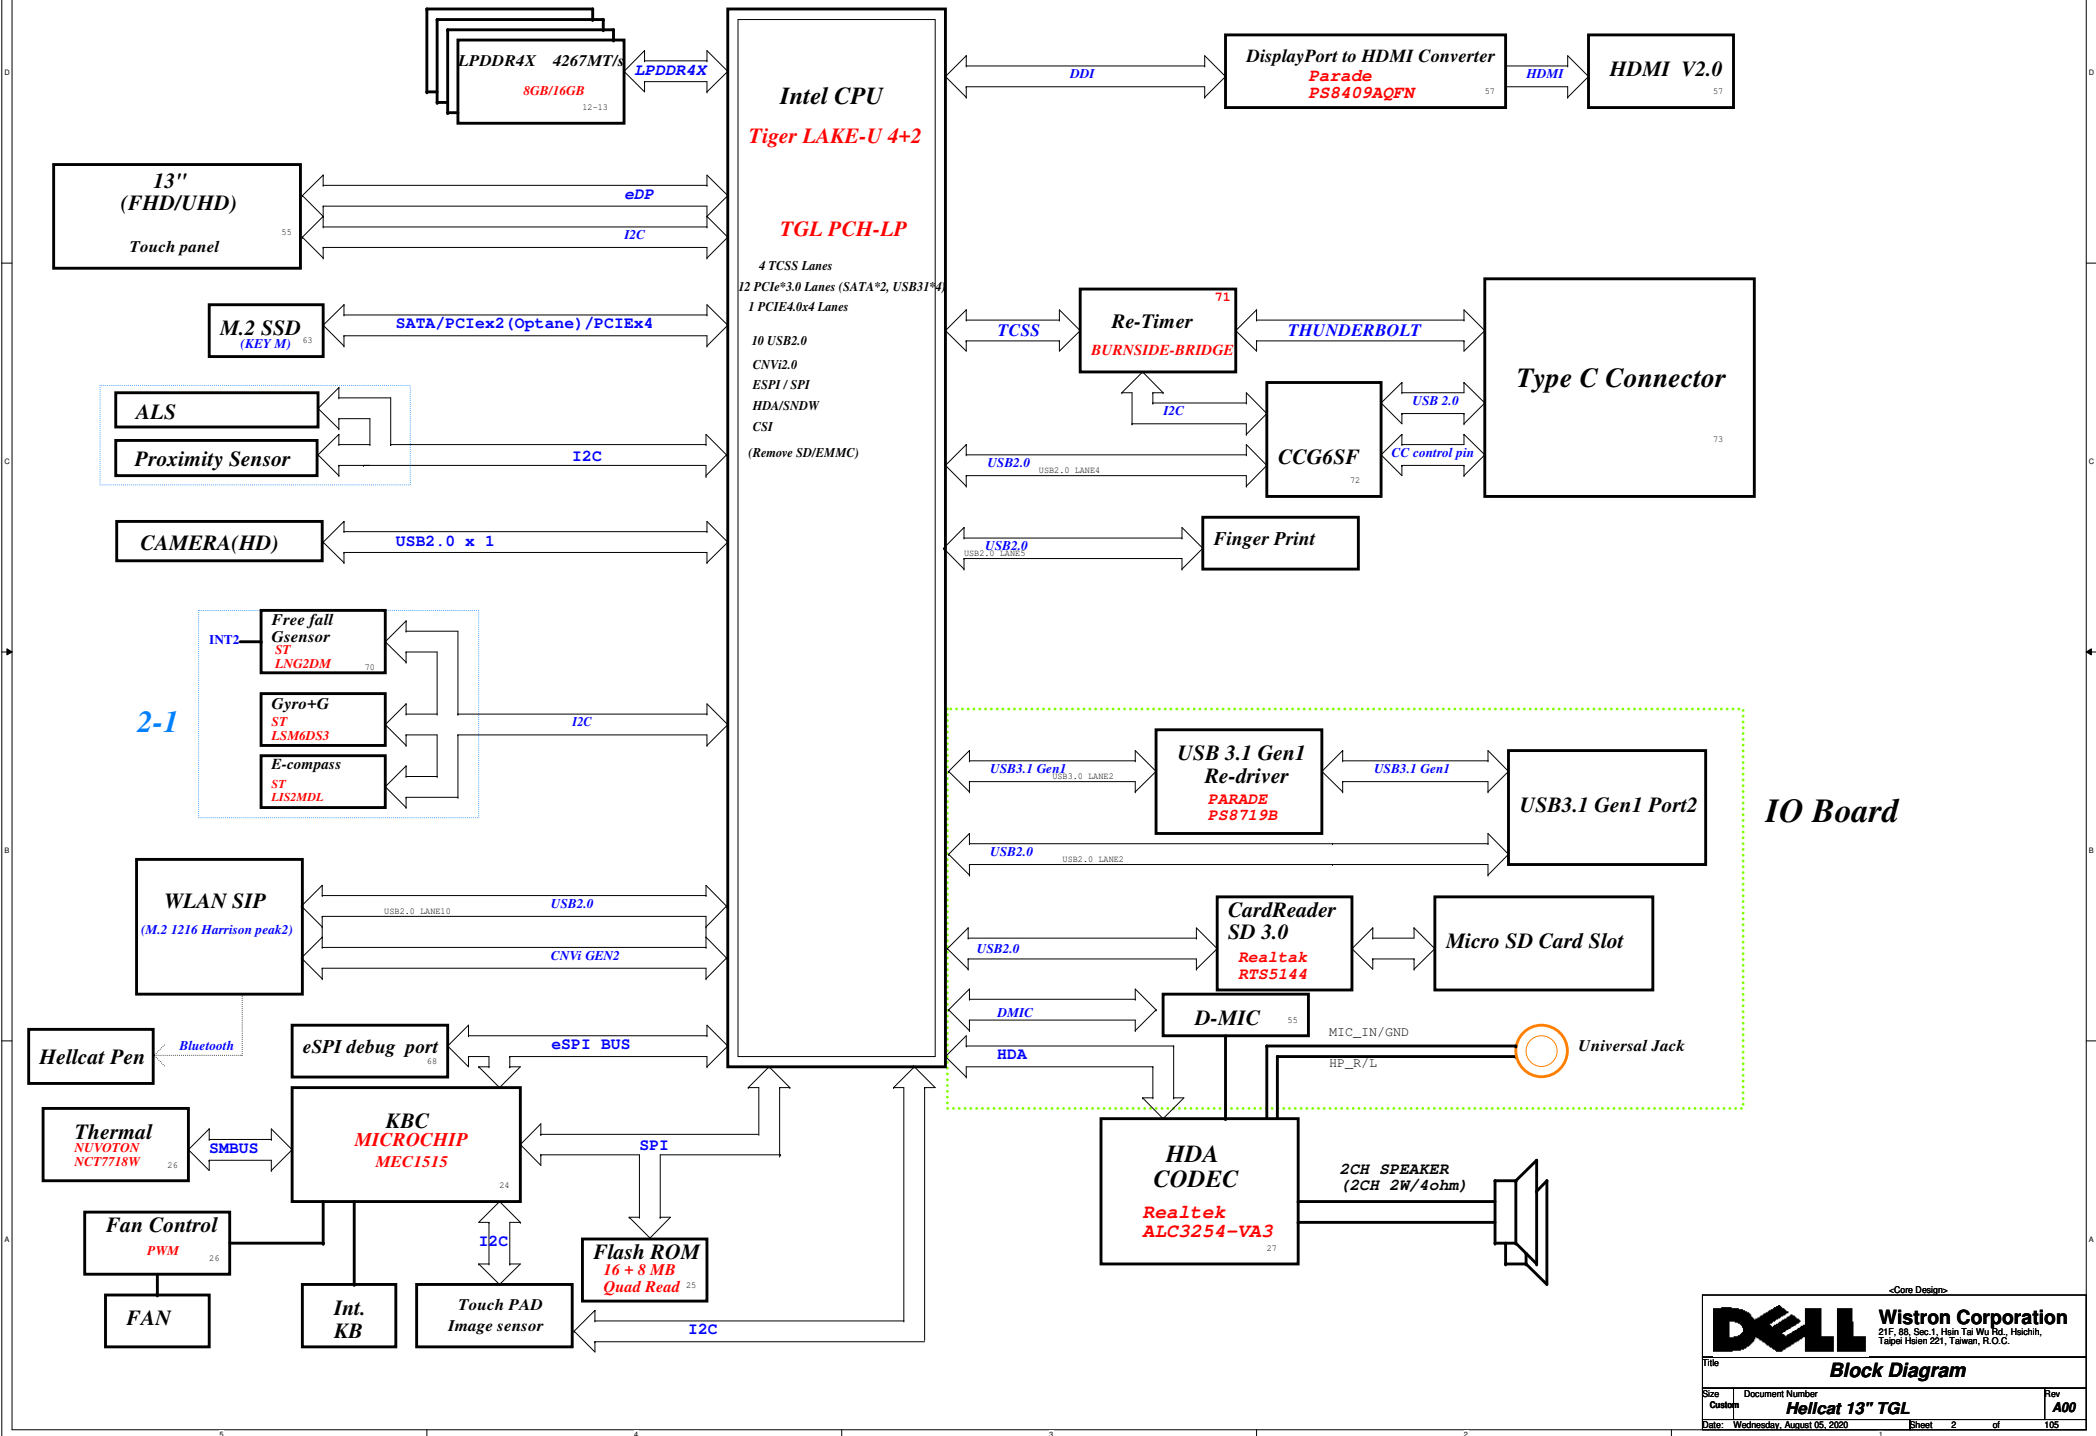 LPDDR4X 4267MT/s
8GB/16GB
12-13
LPDDR4X
Intel CPU
Tiger LAKE-U 4+2
TGL PCH-LP
4 TCSS Lanes
12 PCIe*3.0 Lanes (SATA*2, USB31*4)
1 PCIE4.0x4 Lanes
10 USB2.0
CNVi2.0
ESPI / SPI
HDA/SNDW
CSI
(Remove SD/EMMC)
DDI
DisplayPort to HDMI Converter
Parade
PS8409AQFN
57
HDMI
HDMI V2.0
57
13"
(FHD/UHD)
Touch panel
55
eDP
I2C
M.2 SSD
(KEY M)
63
SATA/PCIex2(Optane)/PCIEx4
ALS
Proximity Sensor
I2C
CAMERA(HD)
USB2.0 x 1
TCSS
71
Re-Timer
BURNSIDE-BRIDGE
THUNDERBOLT
Type C Connector
73
I2C
USB 2.0
CC control pin
CCG6SF
72
USB2.0
USB2.0 LANE4
USB2.0
USB2.0 LANE5
Finger Print
INT2
Free fall
Gsensor
ST
LNG2DM
70
2-1
Gyro+G
ST
LSM6DS3
I2C
E-compass
ST
LIS2MDL
USB3.1 Gen1
USB3.0 LANE2
USB 3.1 Gen1
Re-driver
PARADE
PS8719B
USB3.1 Gen1
USB3.1 Gen1 Port2
IO Board
USB2.0
USB2.0 LANE2
WLAN SIP
(M.2 1216 Harrison peak2)
USB2.0
USB2.0 LANE10
CNVi GEN2
USB2.0
CardReader
SD 3.0
Realtak
RTS5144
Micro SD Card Slot
DMIC
D-MIC
55
MIC_IN/GND
HP_R/L
Universal Jack
HDA
Hellcat Pen
Bluetooth
eSPI debug port
68
eSPI BUS
Thermal
NUVOTON
NCT7718W
26
SMBUS
KBC
MICROCHIP
MEC1515
24
SPI
HDA
CODEC
Realtek
ALC3254-VA3
27
2CH SPEAKER
(2CH 2W/4ohm)
Fan Control
PWM
26
FAN
Int.
KB
I2C
Touch PAD
Image sensor
Flash ROM
16 + 8 MB
Quad Read
25
I2C
<Core Design>
DELL
Wistron Corporation
21F, 88, Sec.1, Hsin Tai Wu Rd., Hsichih,
Taipei Hsien 221, Taiwan, R.O.C.
Title
Block Diagram
Size
Document Number
Rev
Custom
Hellcat 13" TGL
A00
Date: Wednesday, August 05, 2020 Sheet 2 of 105
D
D
C
C
B
B
A
A
5
4
3
2
1